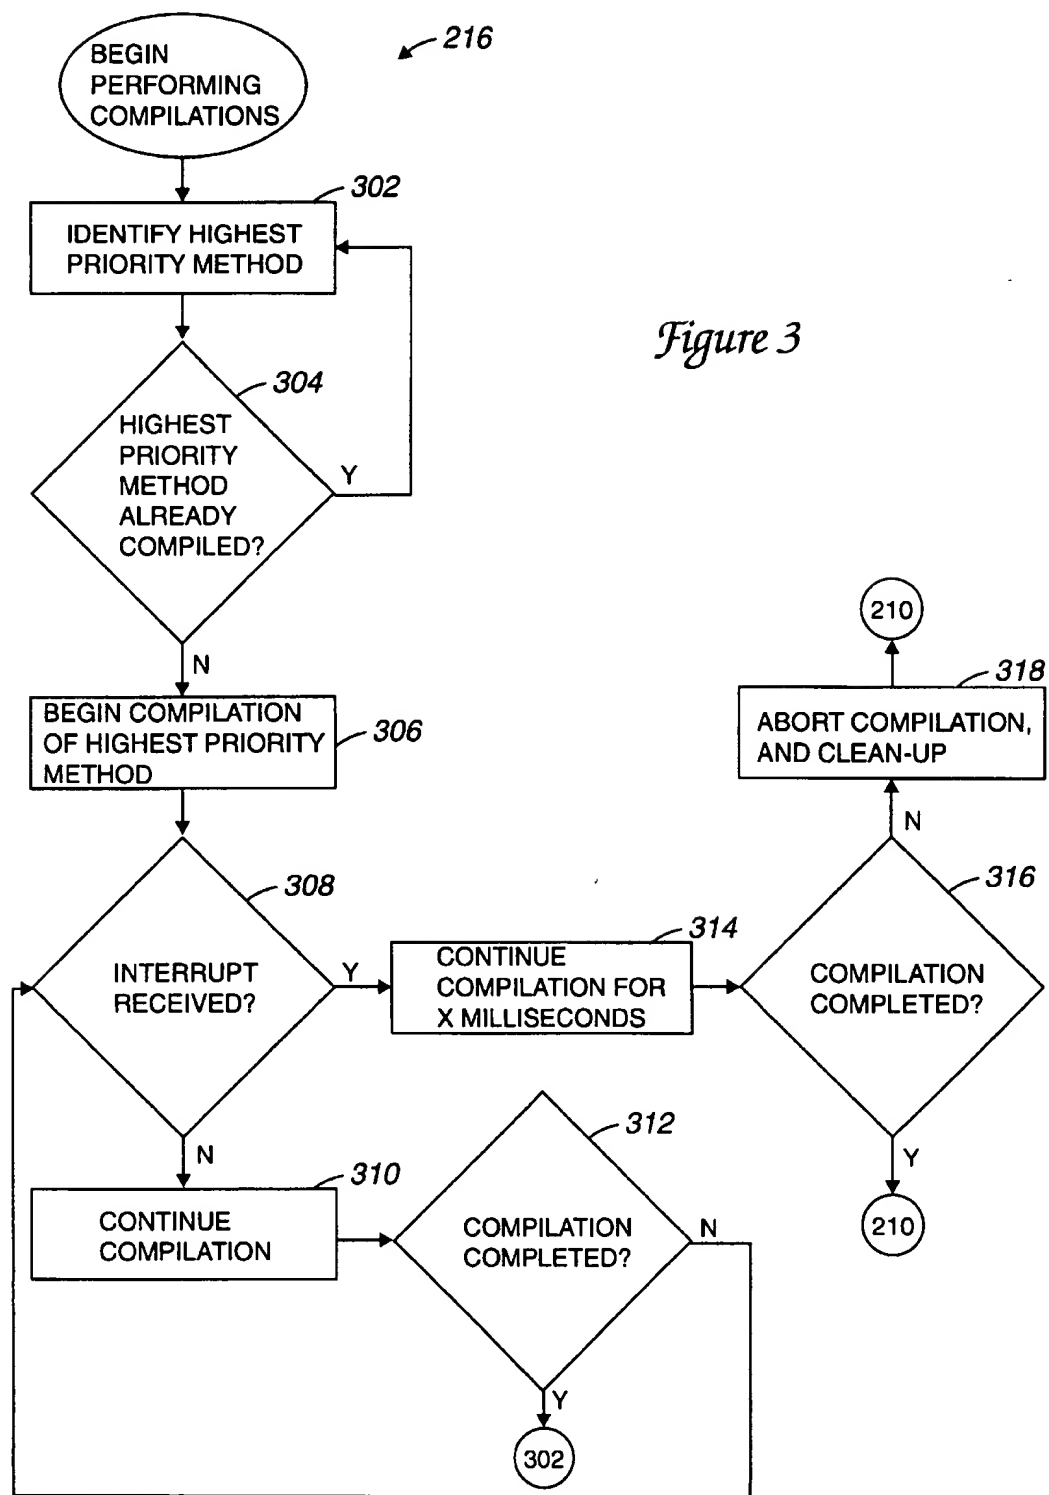 BEGIN
PERFORMING
COMPILATIONS
216
302
IDENTIFY HIGHEST
PRIORITY METHOD
Figure 3
304
HIGHEST
PRIORITY
METHOD
ALREADY
COMPILED?
Y
N
210
318
ABORT COMPILATION,
AND CLEAN-UP
BEGIN COMPILATION
OF HIGHEST PRIORITY
METHOD
306
N
308
INTERRUPT
RECEIVED?
Y
314
CONTINUE
COMPILATION FOR
X MILLISECONDS
316
COMPILATION
COMPLETED?
N
310
CONTINUE
COMPILATION
312
COMPILATION
COMPLETED?
N
Y
210
Y
302